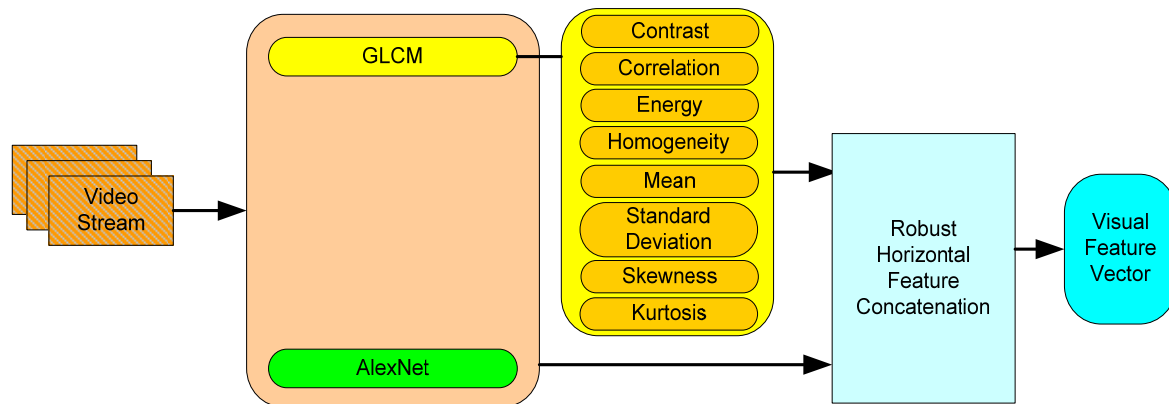 Video
Stream
GLCM
AlexNet
Contrast
Correlation
Energy
Homogeneity
Mean
Standard
Deviation
Skewness
Kurtosis
Robust
Horizontal
Feature
Concatenation
Visual
Feature
Vector